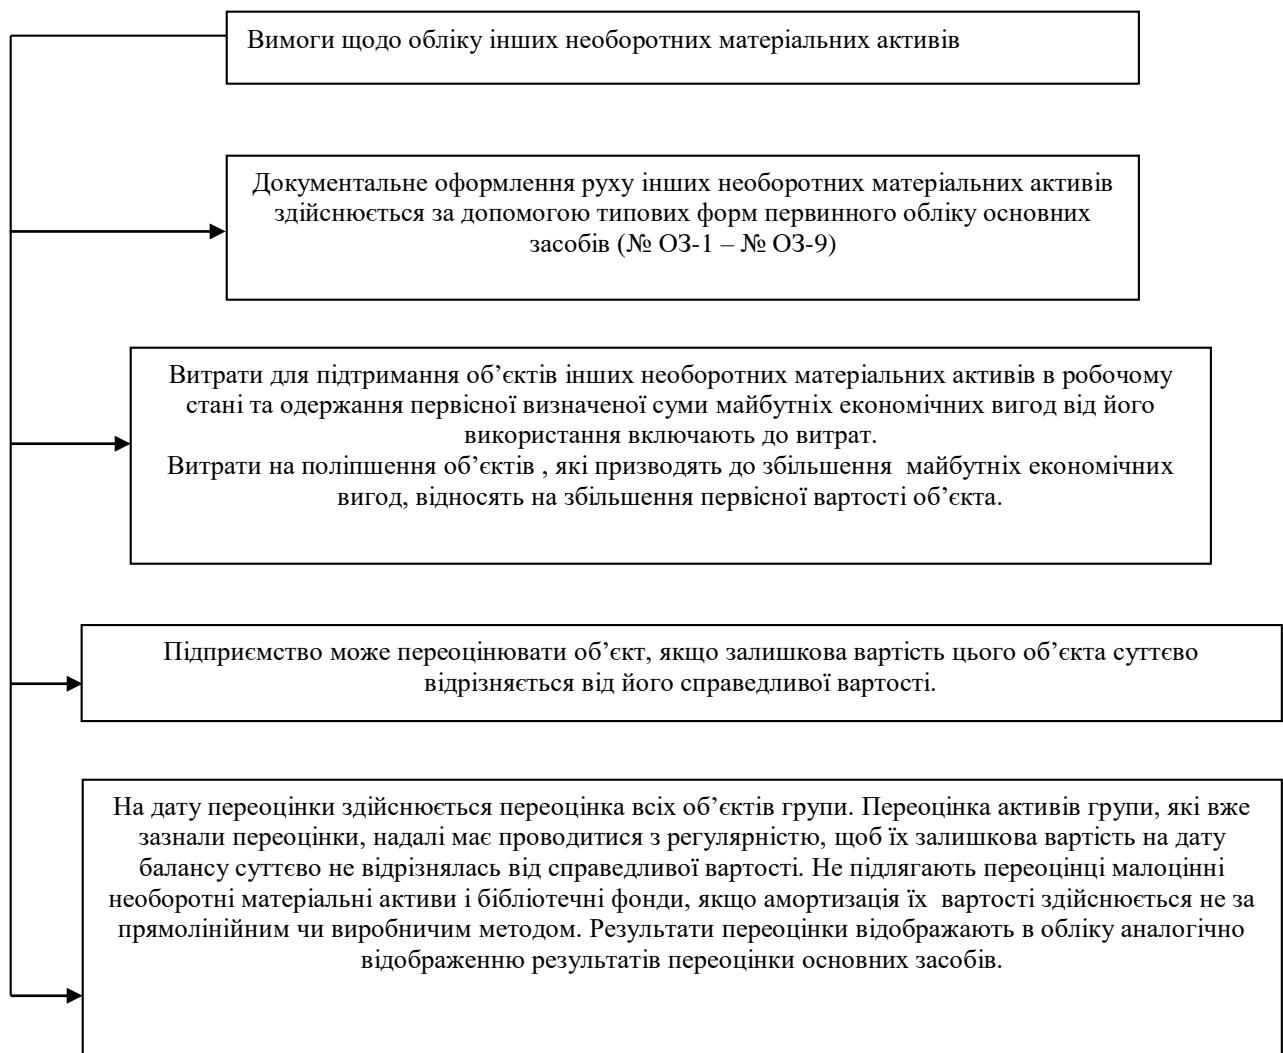 Вимоги щодо обліку інших необоротних матеріальних активів
Документальне оформлення руху інших необоротних матеріальних активів
здійснюється за допомогою типових форм первинного обліку основних
засобів (№ ОЗ-1 – № ОЗ-9)
Витрати для підтримання об’єктів інших необоротних матеріальних активів в робочому
стані та одержання первісної визначеної суми майбутніх економічних вигод від його
використання включають до витрат.
Витрати на поліпшення об’єктів , які призводять до збільшення  майбутніх економічних
вигод, відносять на збільшення первісної вартості об’єкта.
Підприємство може переоцінювати об’єкт, якщо залишкова вартість цього об’єкта суттєво
відрізняється від його справедливої вартості.
На дату переоцінки здійснюється переоцінка всіх об’єктів групи. Переоцінка активів групи, які вже
зазнали переоцінки, надалі має проводитися з регулярністю, щоб їх залишкова вартість на дату
балансу суттєво не відрізнялась від справедливої вартості. Не підлягають переоцінці малоцінні
необоротні матеріальні активи і бібліотечні фонди, якщо амортизація їх  вартості здійснюється не за
прямолінійним чи виробничим методом. Результати переоцінки відображають в обліку аналогічно
відображенню результатів переоцінки основних засобів.